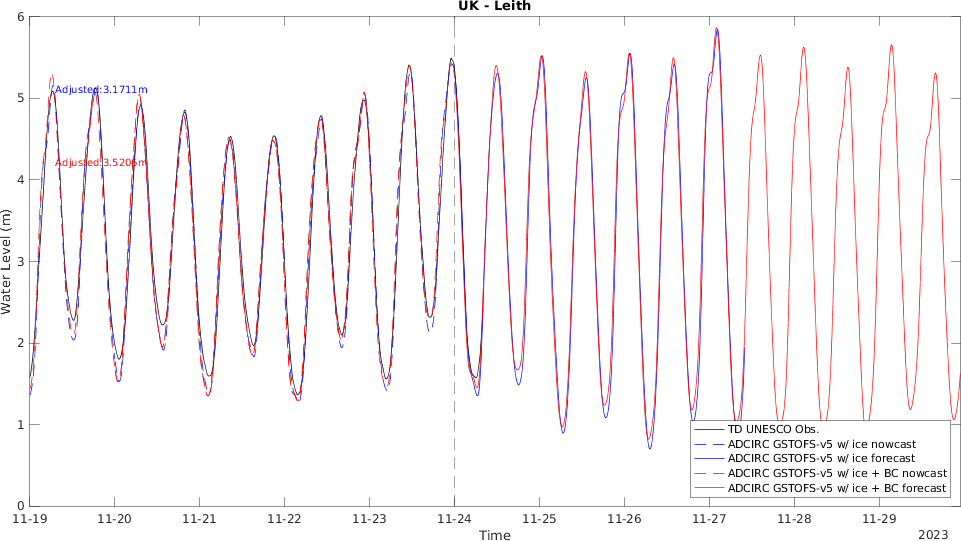 UK - Leith
6
5
4
3
2
1
0
Water Level (m)
Adjusted:3.1711m
Adjusted:3.5206m
TD UNESCO Obs.
ADCIRC GSTOFS-v5 w/ ice nowcast
ADCIRC GSTOFS-v5 w/ ice forecast
ADCIRC GSTOFS-v5 w/ ice + BC nowcast
ADCIRC GSTOFS-v5 w/ ice + BC forecast
11-19 11-20 11-21 11-22 11-23 11-24 11-25 11-26 11-27 11-28 11-29
Time
2023